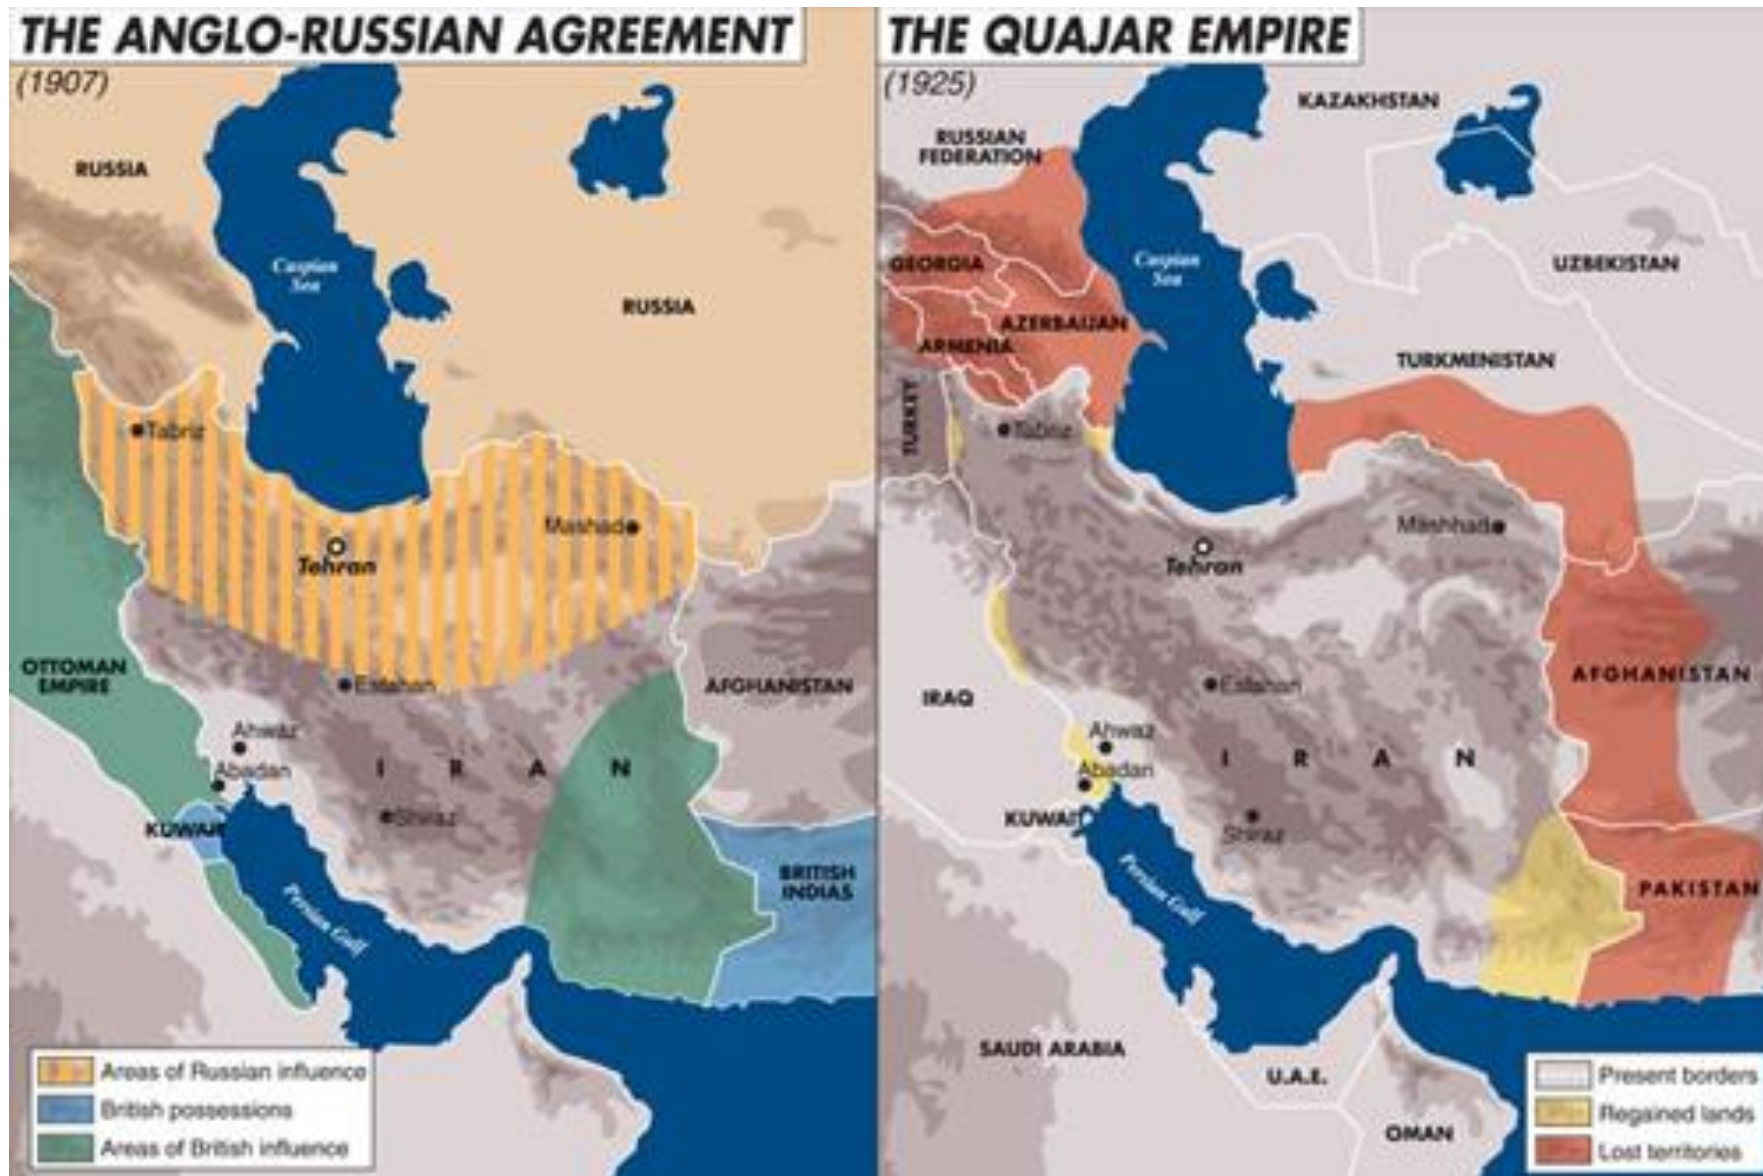 THE ANGLO-RUSSIAN AGREEMENT
(1907)
RUSSIA
Caspian
Sea
RUSSIA
Tabriz
Mashad
Tehran
OTTOMAN
EMPIRE
Esfahan
AFGHANISTAN
Ahwaz
Abadan
I R A N
Shiraz
KUWAIT
BRITISH
INDIAS
Persian Gulf
Areas of Russian influence
British possessions
Areas of British influence
THE QUAJAR EMPIRE
(1925)
KAZAKHSTAN
RUSSIAN
FEDERATION
GEORGIA
Caspian
Sea
UZBEKISTAN
AZERBAIJAN
ARMENIA
TURKMENISTAN
TURKEY
Tabriz
Mashhad
Tehran
IRAQ
Esfahan
AFGHANISTAN
Ahwaz
Abadan
I R A N
KUWAIT
Shiraz
Persian Gulf
PAKISTAN
SAUDI ARABIA
U.A.E.
OMAN
Present borders
Regained lands
Lost territories